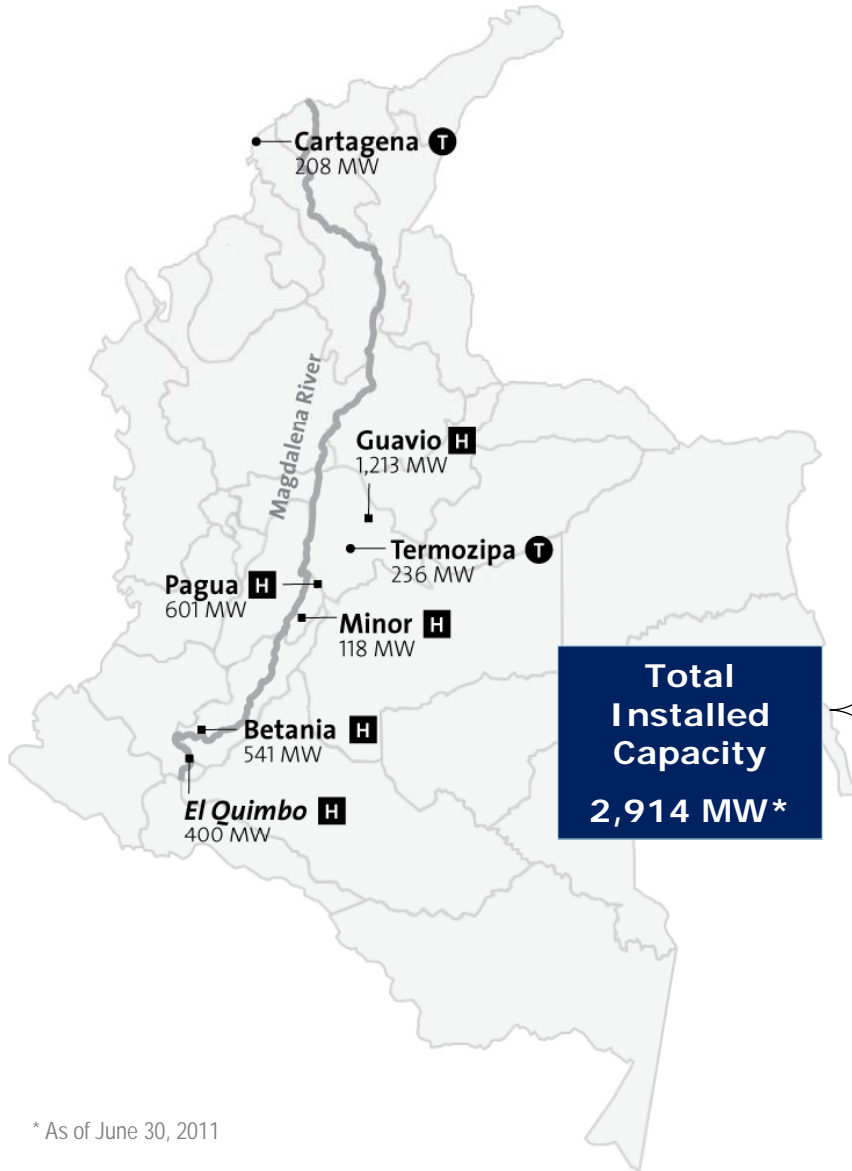 Cartagena T
208 MW
Magdalena River
Guavio H
1,213 MW
Termozipa T
236 MW
Pagua H
601 MW
Minor H
118 MW
Total
Installed
Capacity
2,914 MW*
Betania H
541 MW
El Quimbo H
400 MW
* As of June 30, 2011